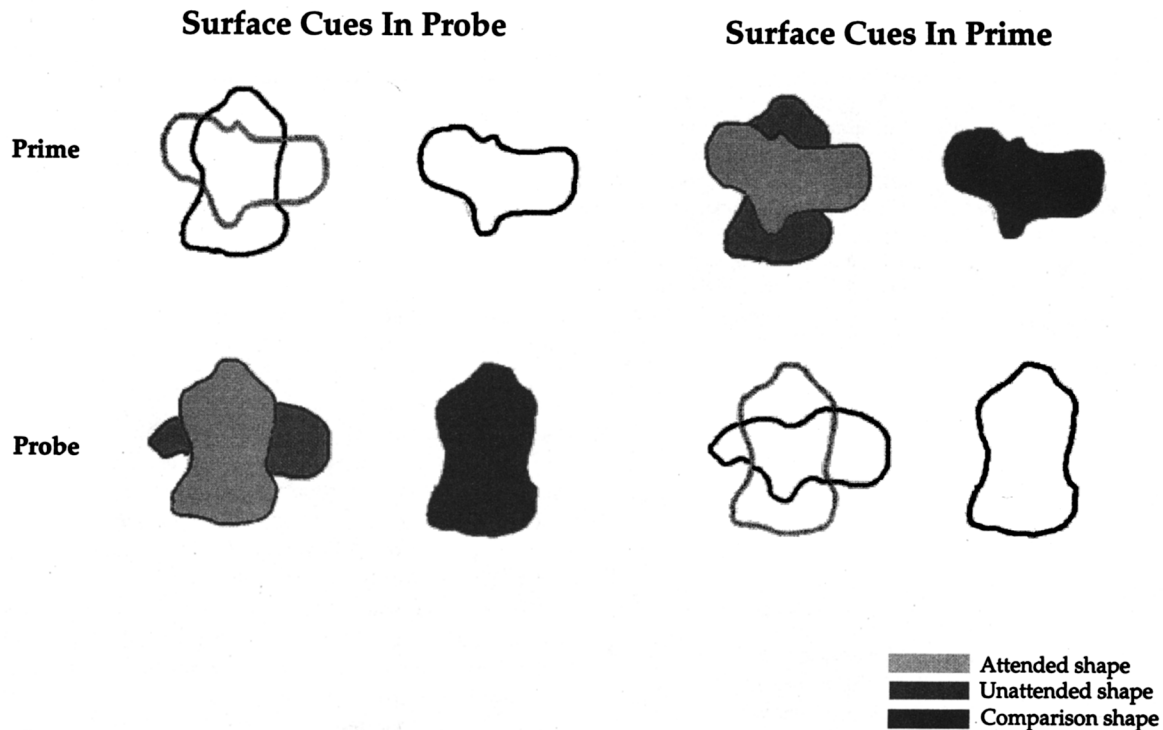 Surface Cues In Probe
Surface Cues In Prime
Prime
Probe
Attended shape
Unattended shape
Comparison shape